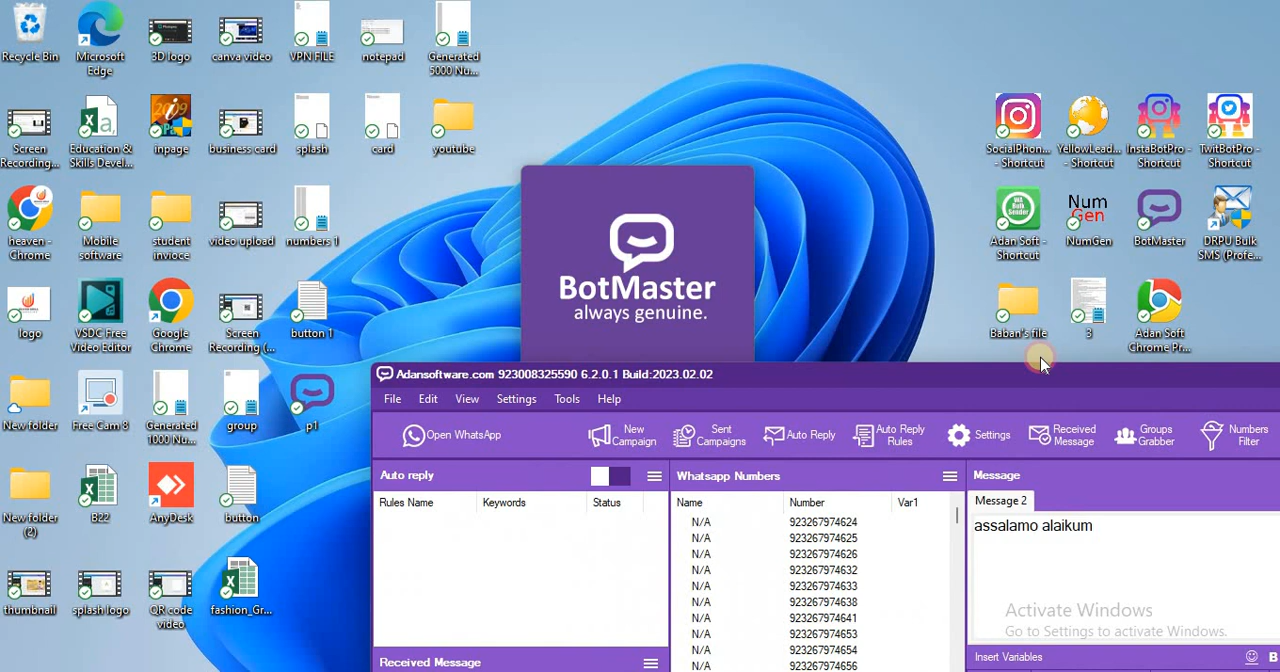 Recycle Bin
Microsoft
Edge
3D logo
canva video
VPN FILE
notepad
Generated
5000 Nu...
Screen
Recording...
Education &
Skills Devel...
inpage
business card
splash
card
youtube
heaven -
Chrome
Mobile
software
student
invioce
video upload
numbers 1
logo
VSDC Free
Video Editor
Google
Chrome
Screen
Recording (...
button 1
New folder
Free Cam 8
Generated
1000 Nu...
group
p1
New folder
(2)
B22
AnyDesk
button
thumbnail
splash logo
QR code
video
fashion_Gr...
SocialPhon...
- Shortcut
YellowLead...
- Shortcut
InstaBotPro -
Shortcut
TwitBotPro -
Shortcut
WA
Bulk
Sender
Adan Soft -
Shortcut
Num
Gen
NumGen
BotMaster
DRPU Bulk
SMS (Profe...
Baban's file
3
Adan Soft
Chrome Pr...
BotMaster
always genuine.
Adansoftware.com 923008325590 6.2.0.1 Build:2023.02.02
File Edit View Settings Tools Help
Open WhatsApp
New
Campaign
Sent
Campaigns
Auto Reply
Auto Reply
Rules
Settings
Received
Message
Groups
Grabber
Numbers
Filter
Auto reply
Rules Name Keywords Status
Received Message
Whatsapp Numbers
Name Number Var1
N/A 923267974624
N/A 923267974625
N/A 923267974626
N/A 923267974632
N/A 923267974633
N/A 923267974638
N/A 923267974641
N/A 923267974653
N/A 923267974654
N/A 923267974656
Message
Message 2
assalamo alaikum
Activate Windows
Go to Settings to activate Windows.
Insert Variables
B